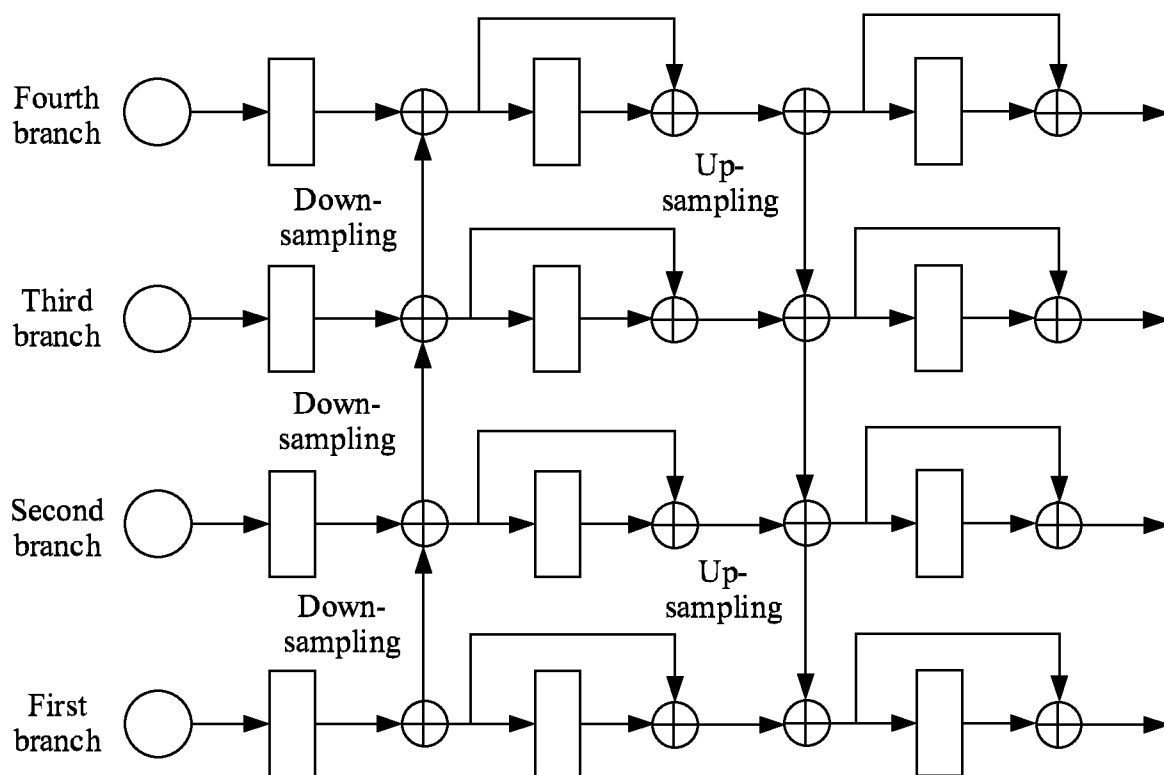 Fourth
branch
Up-
sampling
Down-
sampling
Third
branch
Down-
sampling
Second
branch
Up-
sampling
Down-
sampling
First
branch